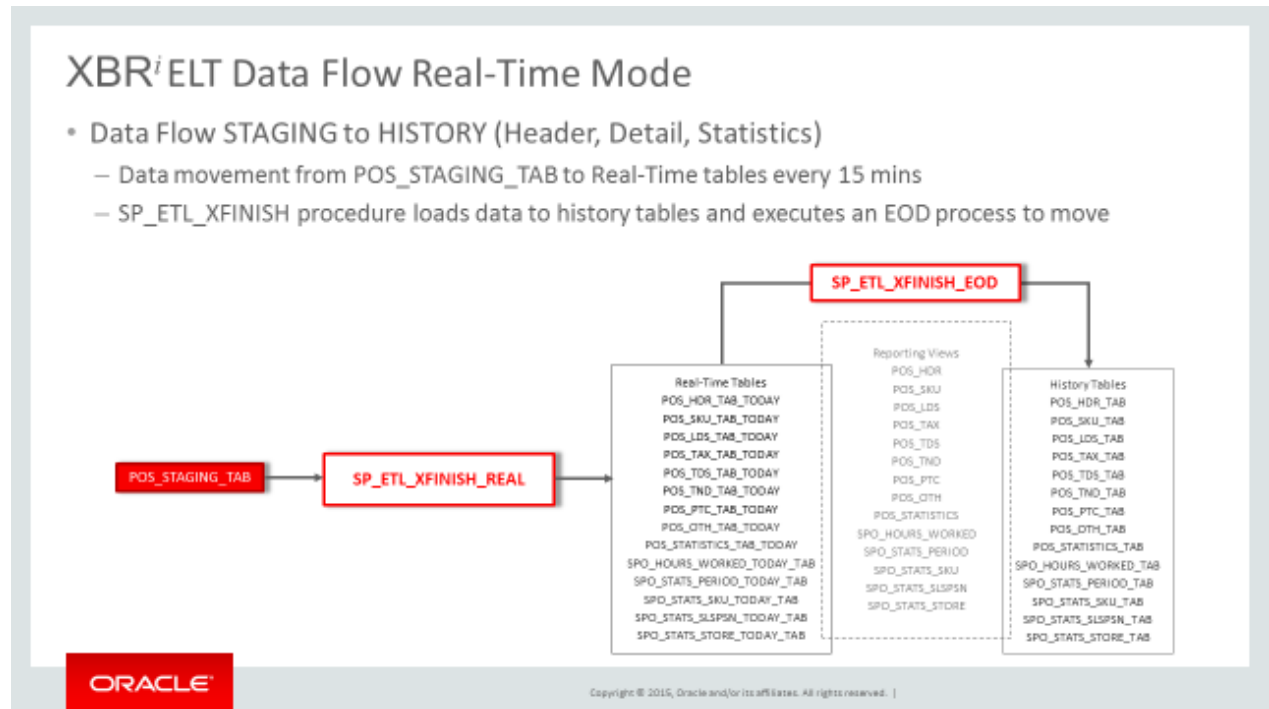 XBRⁱ ELT Data Flow Real-Time Mode
• Data Flow STAGING to HISTORY (Header, Detail, Statistics)
– Data movement from POS_STAGING_TAB to Real-Time tables every 15 mins
– SP_ETL_XFINISH procedure loads data to history tables and executes an EOD process to move
SP_ETL_XFINISH_EOD
POS_STAGING_TAB
SP_ETL_XFINISH_REAL
Real-Time Tables
POS_HDR_TAB_TODAY
POS_SKU_TAB_TODAY
POS_LDS_TAB_TODAY
POS_TAX_TAB_TODAY
POS_TDS_TAB_TODAY
POS_TND_TAB_TODAY
POS_PTC_TAB_TODAY
POS_OTH_TAB_TODAY
POS_STATISTICS_TAB_TODAY
SPO_HOURS_WORKED_TODAY_TAB
SPO_STATS_PERIOD_TODAY_TAB
SPO_STATS_SKU_TODAY_TAB
SPO_STATS_SLSPSN_TODAY_TAB
SPO_STATS_STORE_TODAY_TAB
Reporting Views
POS_HDR
POS_SKU
POS_LDS
POS_TAX
POS_TDS
POS_TND
POS_PTC
POS_OTH
POS_STATISTICS
SPO_HOURS_WORKED
SPO_STATS_PERIOD
SPO_STATS_SKU
SPO_STATS_SLSPSN
SPO_STATS_STORE
History Tables
POS_HDR_TAB
POS_SKU_TAB
POS_LDS_TAB
POS_TAX_TAB
POS_TDS_TAB
POS_TND_TAB
POS_PTC_TAB
POS_OTH_TAB
POS_STATISTICS_TAB
SPO_HOURS_WORKED_TAB
SPO_STATS_PERIOD_TAB
SPO_STATS_SKU_TAB
SPO_STATS_SLSPSN_TAB
SPO_STATS_STORE_TAB
ORACLE®
Copyright © 2015, Oracle and/or its affiliates. All rights reserved. |